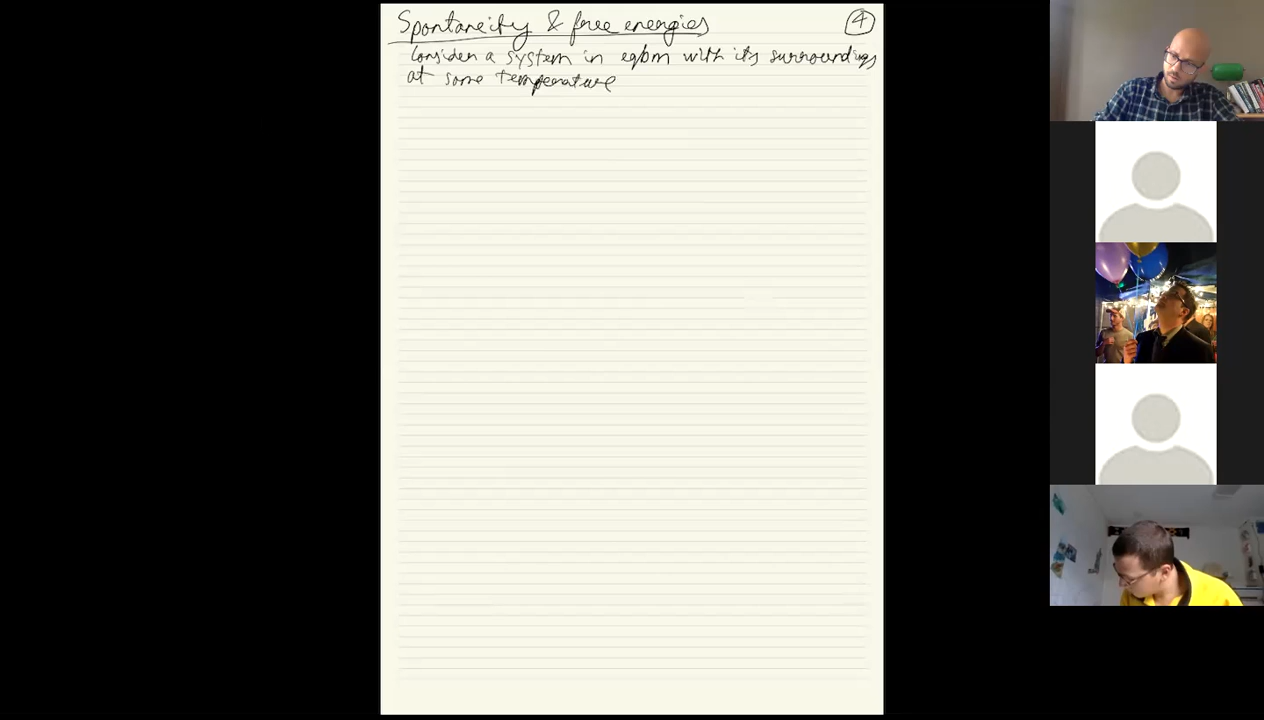 Spontaneity & free energies
4
Consider a system in eqbm with its surroundings
at some temperature